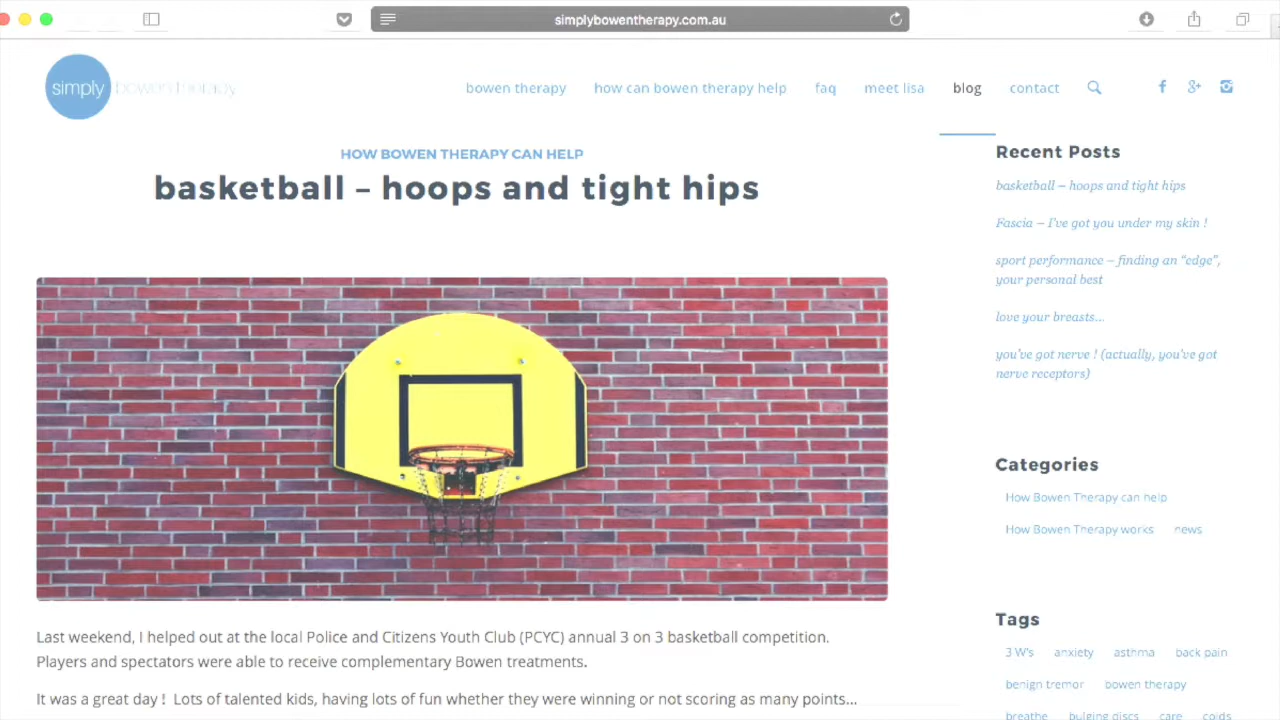 simplybowentherapy.com.au
simply bowen therapy
bowen therapy
how can bowen therapy help
faq
meet lisa
blog
contact
HOW BOWEN THERAPY CAN HELP
basketball – hoops and tight hips
Last weekend, I helped out at the local Police and Citizens Youth Club (PCYC) annual 3 on 3 basketball competition.
Players and spectators were able to receive complementary Bowen treatments.
It was a great day ! Lots of talented kids, having lots of fun whether they were winning or not scoring as many points...
Recent Posts
basketball – hoops and tight hips
Fascia – I've got you under my skin !
sport performance – finding an "edge",
your personal best
love your breasts...
you've got nerve ! (actually, you've got
nerve receptors)
Categories
How Bowen Therapy can help
How Bowen Therapy works news
Tags
3 W's anxiety asthma back pain
benign tremor bowen therapy
breathe bulging discs care colds